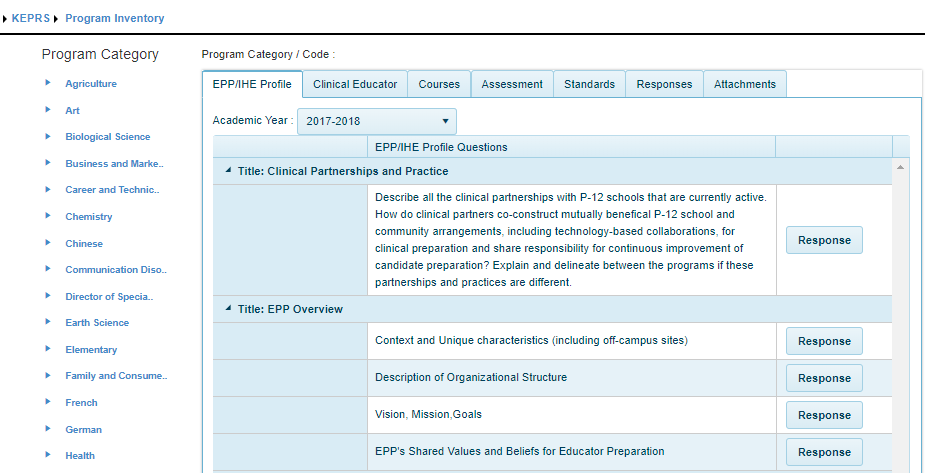 KEPRS Program Inventory
Program Category
Agriculture
Art
Biological Science
Business and Marke..
Career and Technic..
Chemistry
Chinese
Communication Diso..
Director of Specia..
Earth Science
Elementary
Family and Consume..
French
German
Health
Program Category / Code :
EPP/IHE Profile Clinical Educator Courses Assessment Standards Responses Attachments
Academic Year : 2017-2018
EPP/IHE Profile Questions
Title: Clinical Partnerships and Practice
Describe all the clinical partnerships with P-12 schools that are currently active.
How do clinical partners co-construct mutually benefical P-12 school and
community arrangements, including technology-based collaborations, for
clinical preparation and share responsibility for continuous improvement of
candidate preparation? Explain and delineate between the programs if these
partnerships and practices are different.
Response
Title: EPP Overview
Context and Unique characteristics (including off-campus sites) Response
Description of Organizational Structure Response
Vision, Mission,Goals Response
EPP's Shared Values and Beliefs for Educator Preparation Response